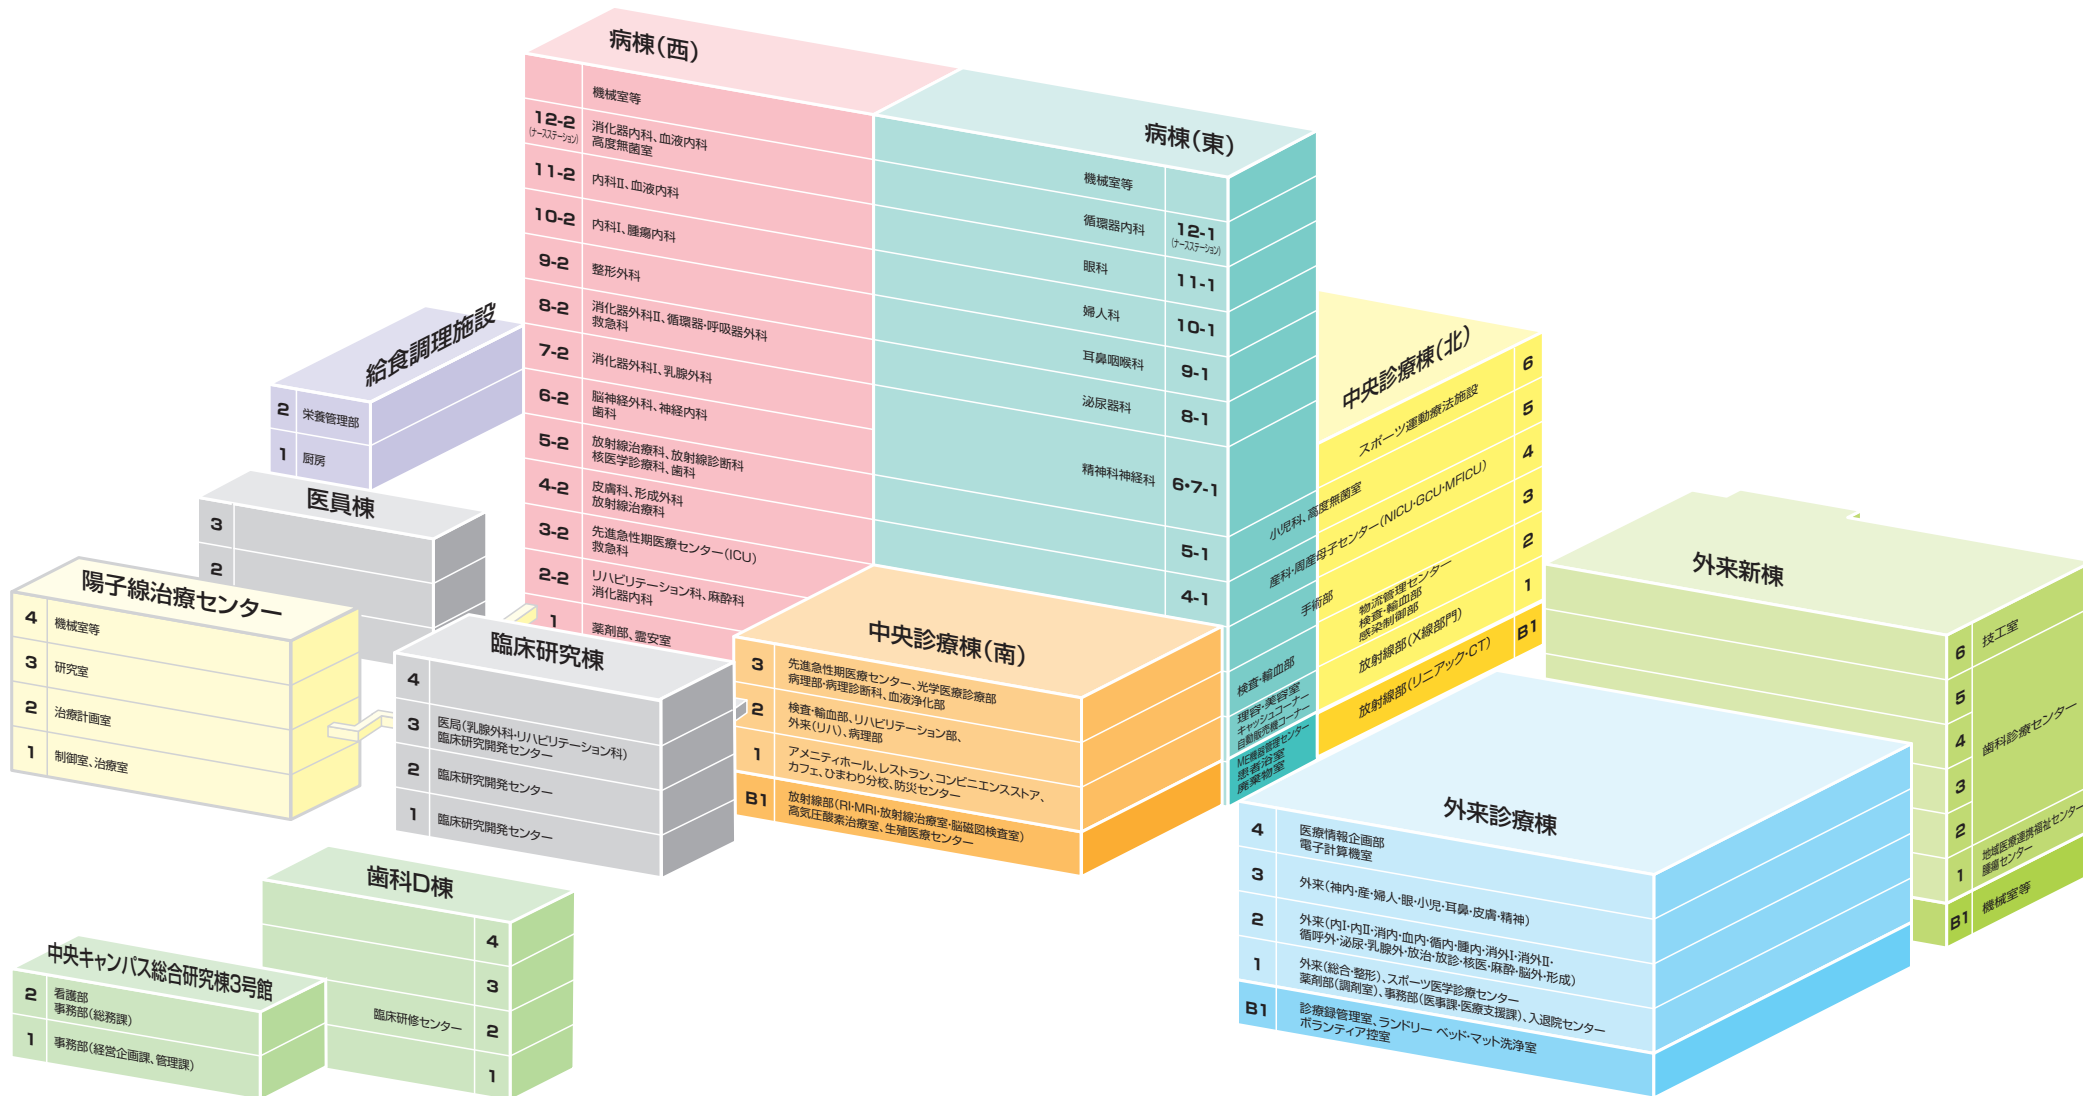 病棟(西)
機械室等
12-2
(ナースステーション)
消化器内科、血液内科
高度無菌室
11-2
内科II、血液内科
10-2
内科I、腫瘍内科
9-2
整形外科
8-2
消化器外科II、循環器・呼吸器外科
救急科
7-2
消化器外科I、乳腺外科
6-2
脳神経外科、神経内科
歯科
5-2
放射線治療科、放射線診断科
核医学診療科、歯科
4-2
皮膚科、形成外科
放射線治療科
3-2
先進急性期医療センター(ICU)
救急科
2-2
リハビリテーション科、麻酔科
消化器内科
1
薬剤部、霊安室
病棟(東)
機械室等
循環器内科
12-1
(ナースステーション)
眼科
11-1
婦人科
10-1
耳鼻咽喉科
9-1
泌尿器科
8-1
精神科神経科
6・7-1
5-1
4-1
小児科、高度無菌室
産科・周産母子センター(NICU・GCU・MFICU)
手術部
検査・輸血部
理容・美容室
キャッシュコーナー
自動販売機コーナー
ME機器管理センター
患者浴室
廃棄物室
中央診療棟(北)
6
スポーツ運動療法施設
5
4
3
2
物流管理センター
検査・輸血部
感染制御部
1
放射線部(X線部門)
B1
放射線部(リニアック・CT)
給食調理施設
2
栄養管理部
1
厨房
医員棟
3
2
陽子線治療センター
4
機械室等
3
研究室
2
治療計画室
1
制御室、治療室
臨床研究棟
4
3
医局(乳腺外科・リハビリテーション科)
臨床研究開発センター
2
臨床研究開発センター
1
臨床研究開発センター
中央診療棟(南)
3
先進急性期医療センター、光学医療診療部
病理部・病理診断科、血液浄化部
2
検査・輸血部、リハビリテーション部、
外来(リハ)、病理部
1
アメニティホール、レストラン、コンビニエンスストア、
カフェ、ひまわり分校、防災センター
B1
放射線部(RI・MRI・放射線治療室・脳磁図検査室)
高気圧酸素治療室、生殖医療センター
外来新棟
6
技工室
5
4
3
2
歯科診療センター
1
地域医療連携福祉センター
腫瘍センター
B1
機械室等
外来診療棟
4
医療情報企画部
電子計算機室
3
外来(神内・産・婦人・眼・小児・耳鼻・皮膚・精神)
2
外来(内I・内II・消内・血内・循内・腫内・消外I・消外II・
循呼外・泌尿・乳腺外・放治・放診・核医・麻酔・脳外・形成)
1
外来(総合・整形)、スポーツ医学診療センター
薬剤部(調剤室)、事務部(医事課・医療支援課)、入退院センター
B1
診療録管理室、ランドリー ベッド・マット洗浄室
ボランティア控室
歯科D棟
4
3
臨床研修センター
2
1
中央キャンパス総合研究棟3号館
2
看護部
事務部(総務課)
1
事務部(経営企画課、管理課)